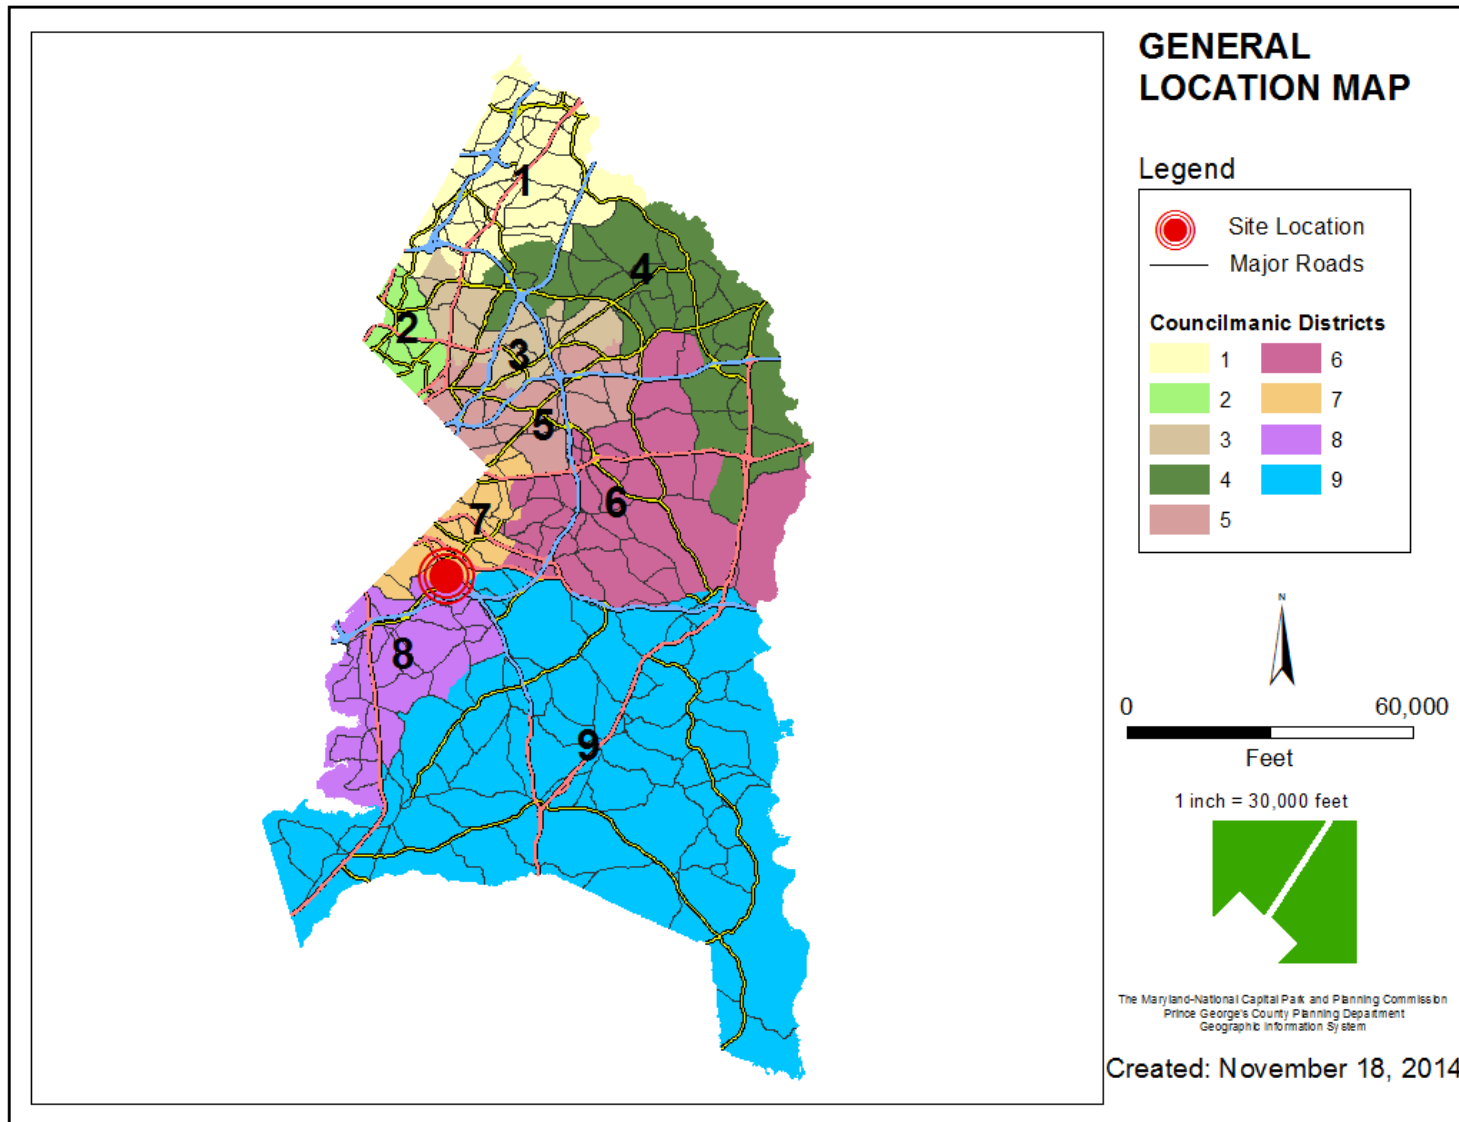 GENERAL
LOCATION MAP
Legend
Site Location
Major Roads
Councilmanic Districts
1 6
2 7
3 8
4 9
5
1
4
2
3
5
6
7
8
9
N
0 60,000
Feet
1 inch = 30,000 feet
The Maryland-National Capital Park and Planning Commission
Prince George's County Planning Department
Geographic Information System
Created: November 18, 2014